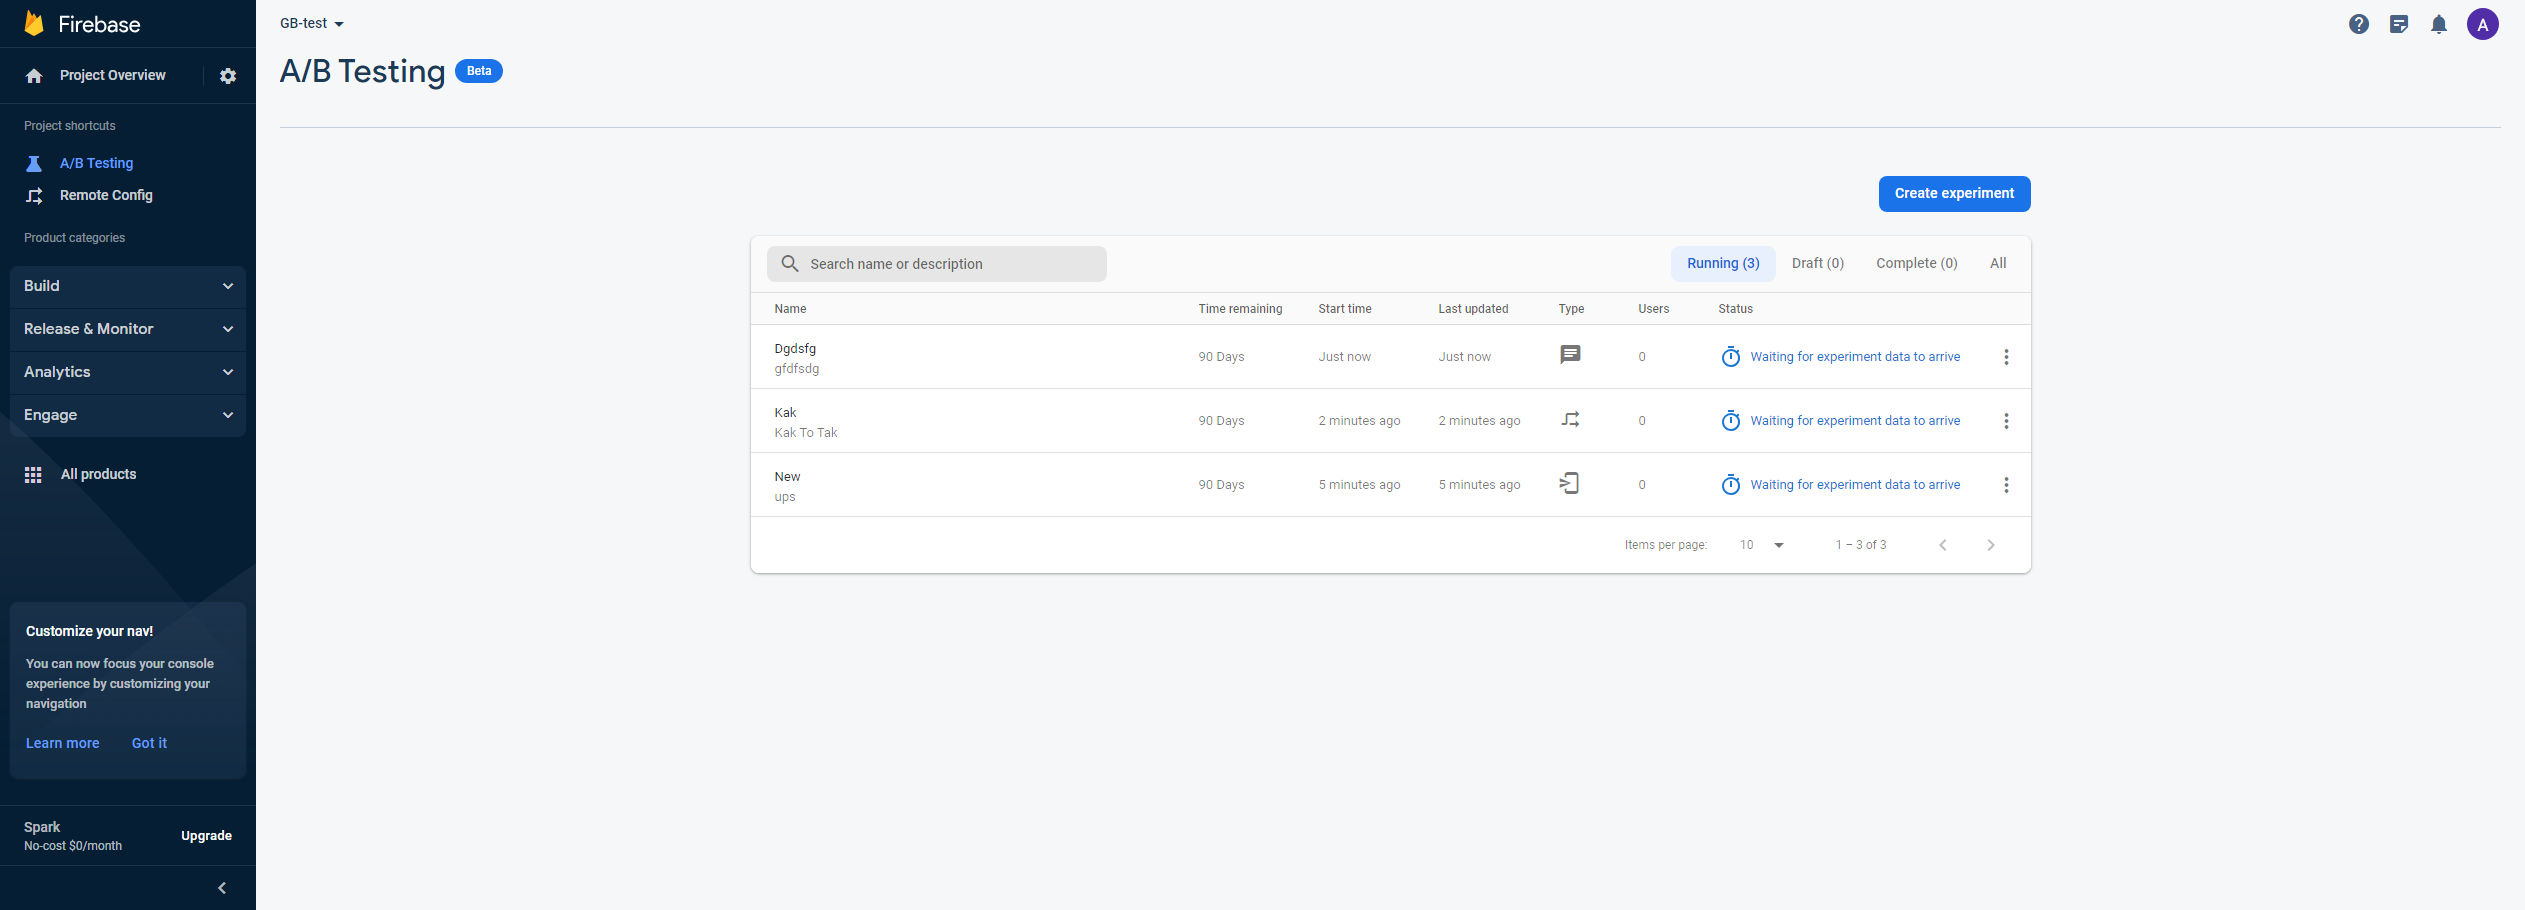 Firebase
Project Overview
Project shortcuts
A/B Testing
Remote Config
Product categories
Build
Release & Monitor
Analytics
Engage
All products
Customize your nav!
You can now focus your console
experience by customizing your
navigation
Learn more Got it
Spark
No-cost $0/month
Upgrade
GB-test
A
A/B Testing Beta
Create experiment
Search name or description
Running (3) Draft (0) Complete (0) All
Name Time remaining Start time Last updated Type Users Status
Dgdsfg
gfdfsdg
90 Days Just now Just now 0 Waiting for experiment data to arrive
Kak
Kak To Tak
90 Days 2 minutes ago 2 minutes ago 0 Waiting for experiment data to arrive
New
ups
90 Days 5 minutes ago 5 minutes ago 0 Waiting for experiment data to arrive
Items per page: 10 1 – 3 of 3